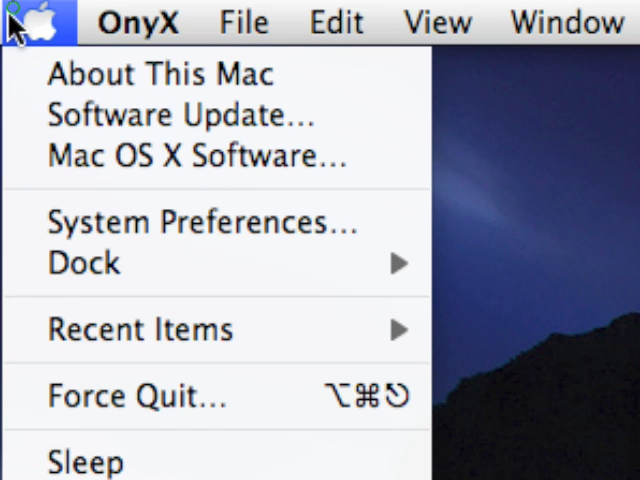 OnyX File Edit View Window
About This Mac
Software Update...
Mac OS X Software...
System Preferences...
Dock
Recent Items
Force Quit... ⌥⌘⎋
Sleep